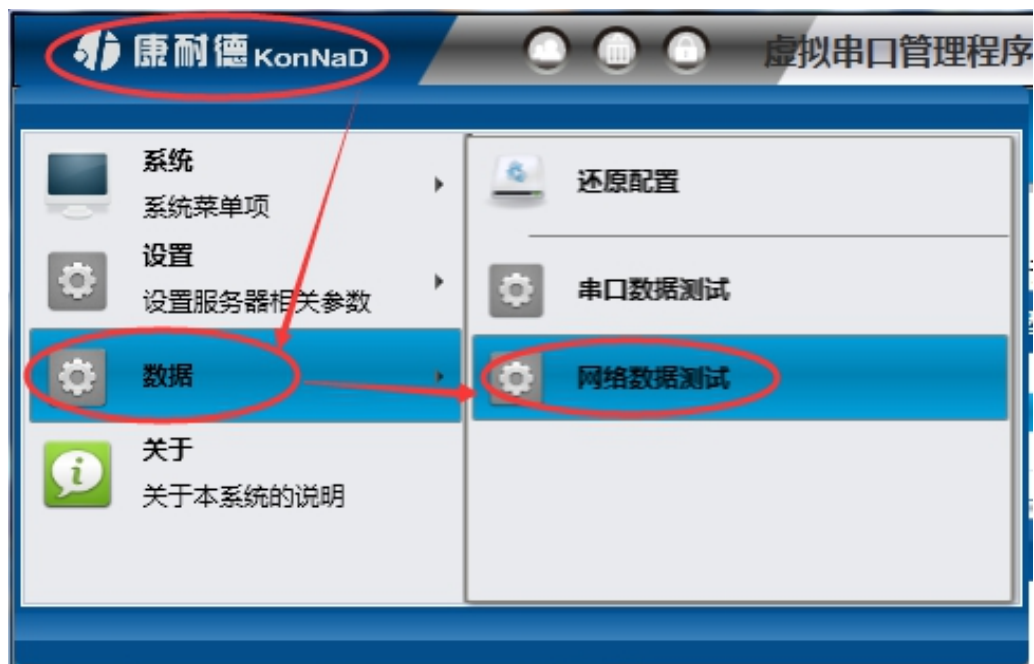 康耐德 KonNaD
虚拟串口管理程序
系统
系统菜单项
设置
设置服务器相关参数
数据
关于
关于本系统的说明
还原配置
串口数据测试
网络数据测试